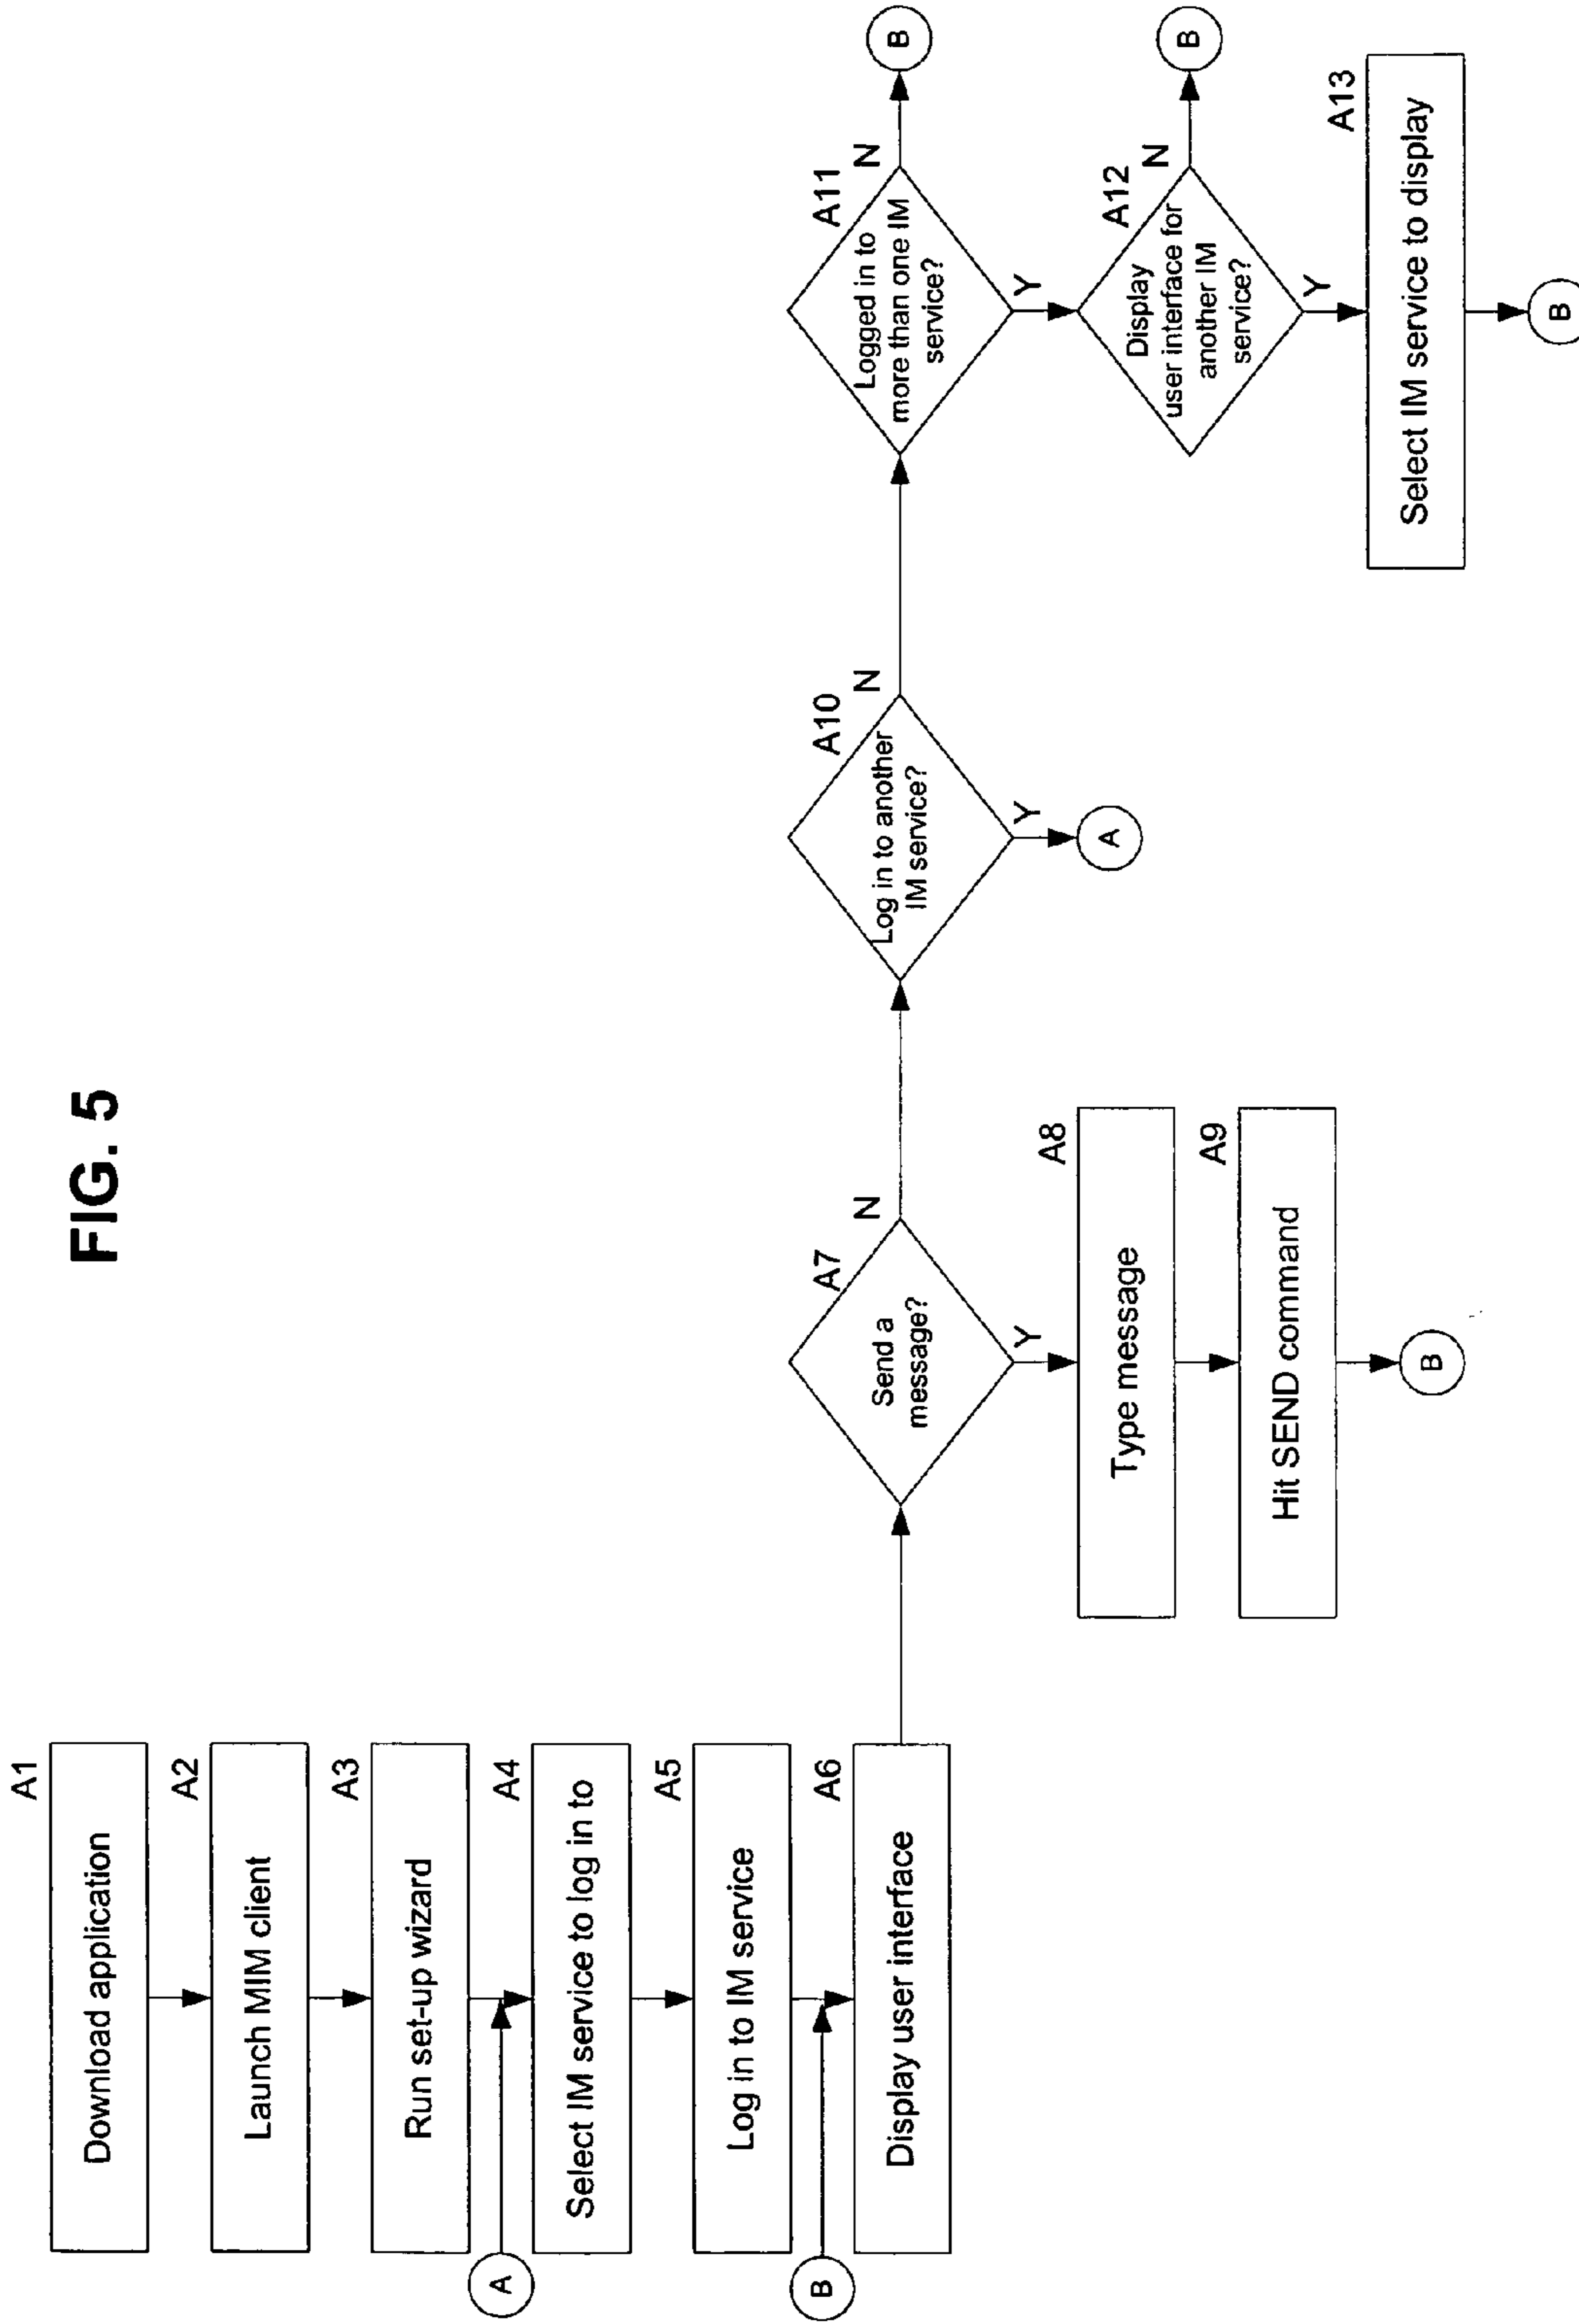 FIG. 5
A1
Download application
A2
Launch MIM client
A3
Run set-up wizard
A
A4
Select IM service to log in to
A5
Log in to IM service
B
A6
Display user interface
A7
Send a
message?
N
Y
A8
Type message
A9
Hit SEND command
B
A10
Log in to another
IM service?
N
Y
A
A11
Logged in to
more than one IM
service?
N
B
Y
A12
Display
user interface for
another IM
service?
N
B
Y
A13
Select IM service to display
B